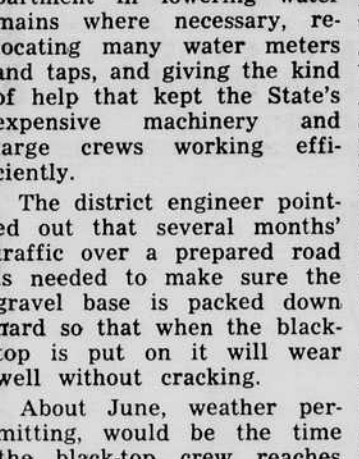 partment in lowering water
mains where necessary, re-
ocating many water meters
and taps, and giving the kind
of help that kept the State's
expensive machinery and
arge crews working effi-
ciently.
The district engineer point-
ed out that several months'
traffic over a prepared road
is needed to make sure the
gravel base is packed down
hard so that when the black-
top is put on it will wear
well without cracking.
About June, weather per-
mitting, would be the time
the black-top crew reaches